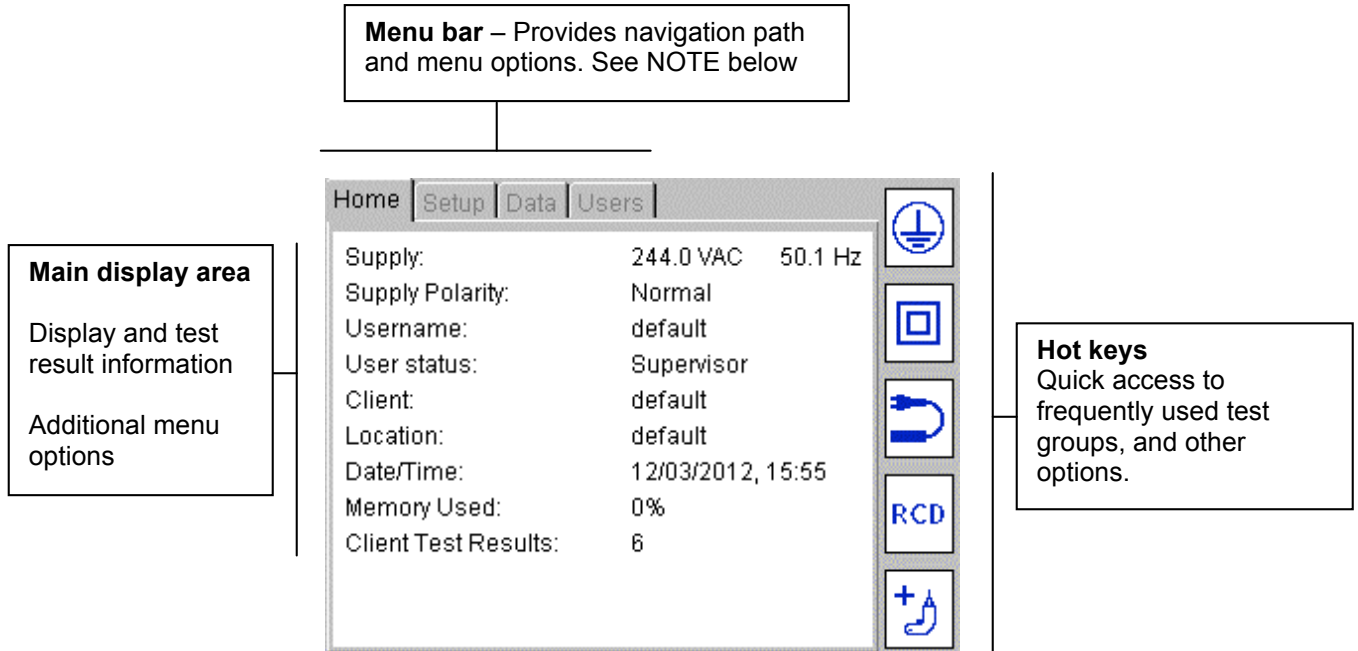 Menu bar – Provides navigation path
and menu options. See NOTE below
Home Setup Data Users
Main display area
Display and test
result information
Additional menu
options
Supply: 244.0 VAC 50.1 Hz
Supply Polarity: Normal
Username: default
User status: Supervisor
Client: default
Location: default
Date/Time: 12/03/2012, 15:55
Memory Used: 0%
Client Test Results: 6
RCD
Hot keys
Quick access to
frequently used test
groups, and other
options.